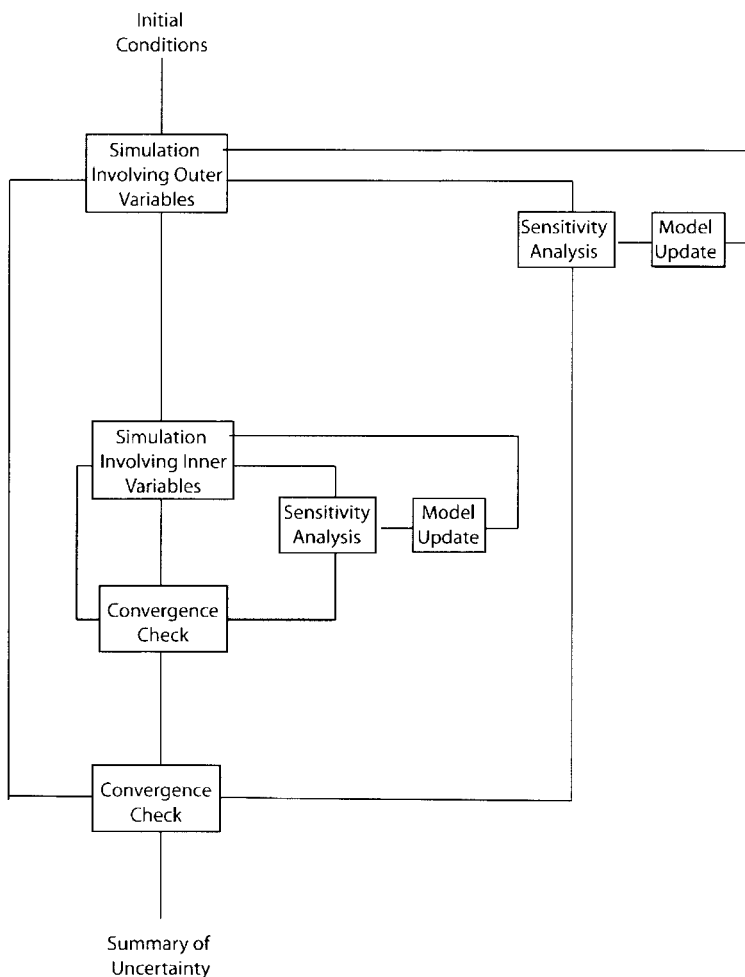 Initial
Conditions
Simulation
Involving Outer
Variables
Sensitivity
Analysis
Model
Update
Simulation
Involving Inner
Variables
Sensitivity
Analysis
Model
Update
Convergence
Check
Convergence
Check
Summary of
Uncertainty